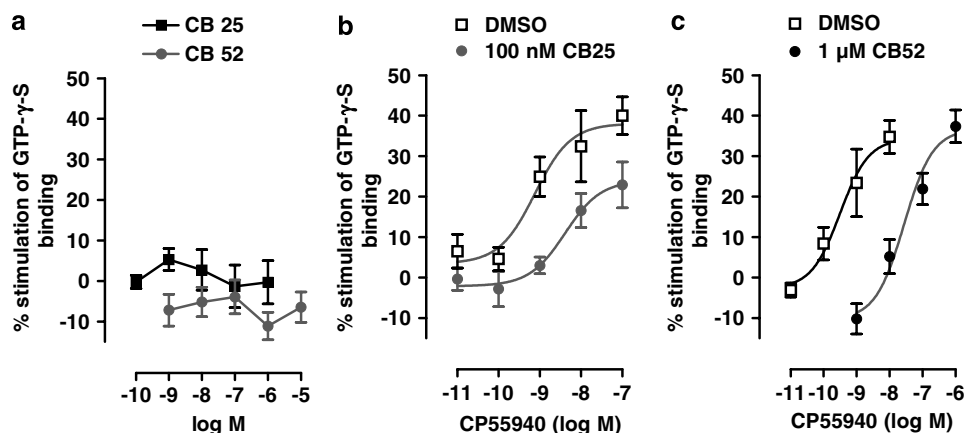 a
CB 25
CB 52
% stimulation of GTP-γ-S
binding
50
40
30
20
10
0
-10
-10 -9 -8 -7 -6 -5
log M
b
DMSO
100 nM CB25
% stimulation of GTP-γ-S
binding
50
40
30
20
10
0
-10
-11 -10 -9 -8 -7
CP55940 (log M)
c
DMSO
1 µM CB52
% stimulation of GTP-γ-S
binding
50
40
30
20
10
0
-10
-11 -10 -9 -8 -7 -6
CP55940 (log M)